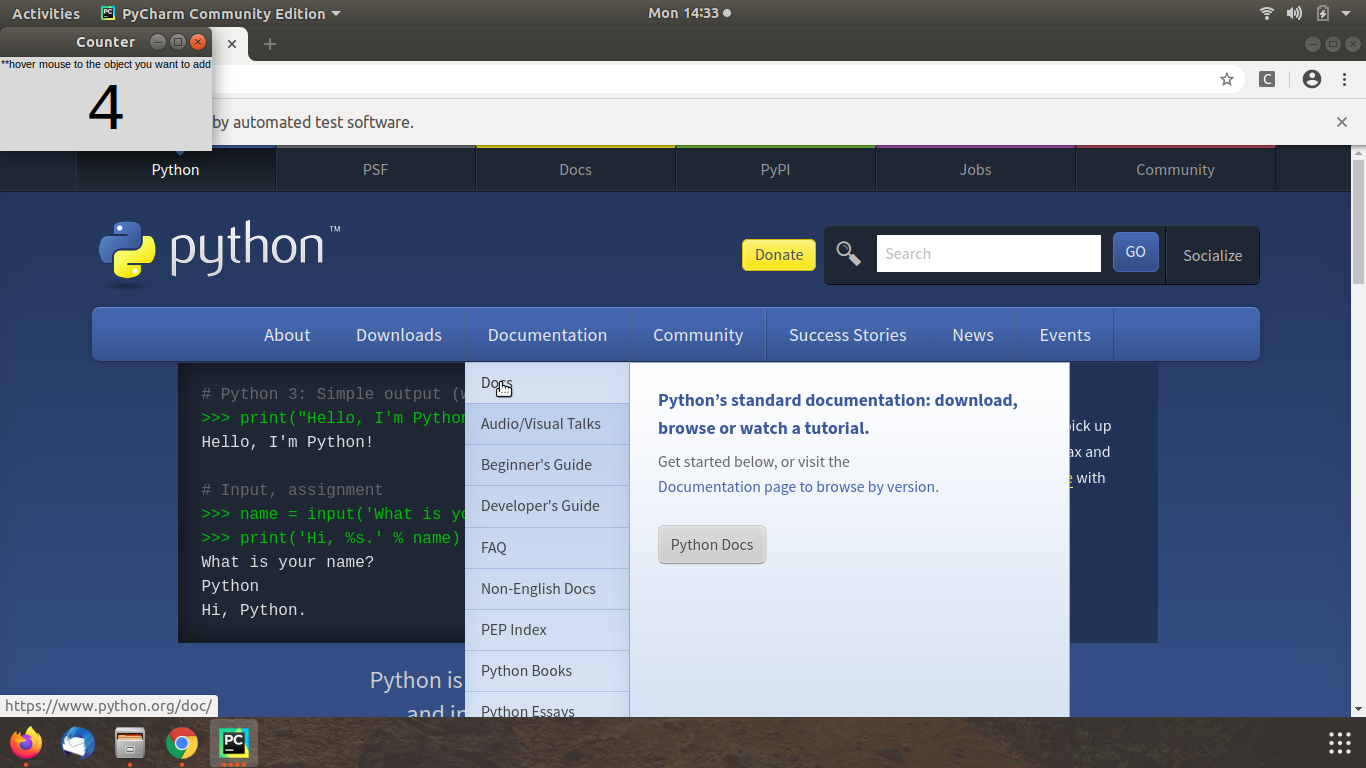 Activities PyCharm Community Edition Mon 14:33
Counter
**hover mouse to the object you want to add
4
by automated test software.
C
Python PSF Docs PyPI Jobs Community
python™
Donate Search GO Socialize
About Downloads Documentation Community Success Stories News Events
# Python 3: Simple output (
>>> print("Hello, I'm Python
Hello, I'm Python!
# Input, assignment
>>> name = input('What is
>>> print('Hi, %s.' % name)
What is your name?
Python
Hi, Python.
Docs
Audio/Visual Talks
Beginner's Guide
Developer's Guide
FAQ
Non-English Docs
PEP Index
Python Books
Python Essays
Python’s standard documentation: download,
browse or watch a tutorial.
Get started below, or visit the
Documentation page to browse by version.
Python Docs
pick up
and
with
Python is
and
https://www.python.org/doc/
PC